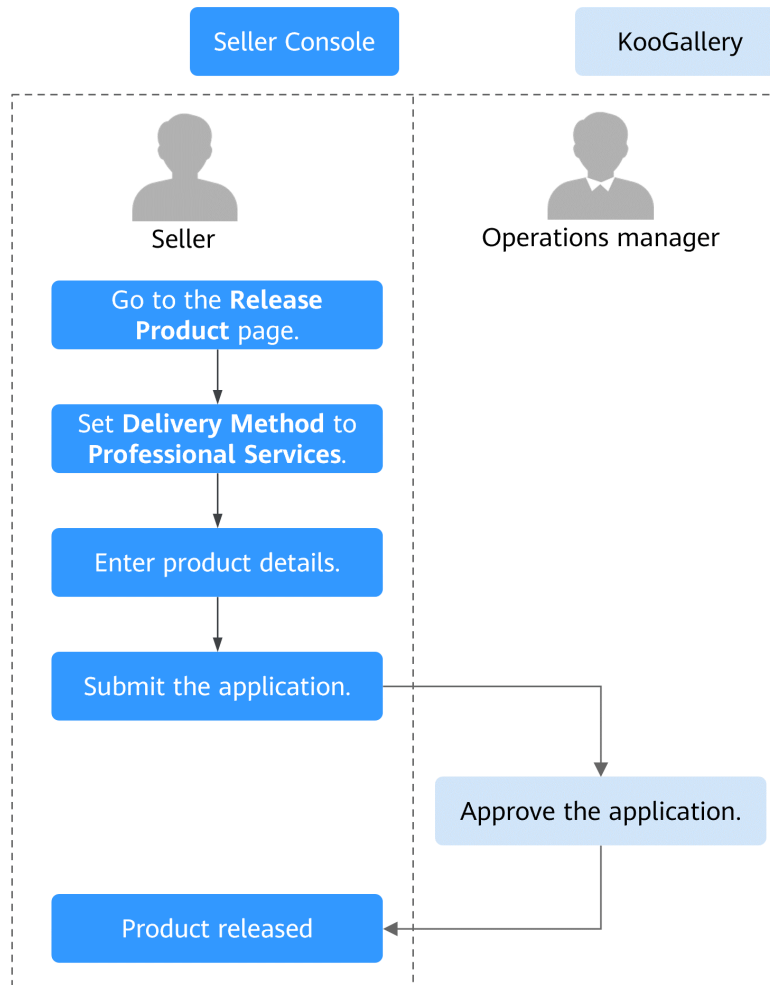 Seller Console
KooGallery
Seller
Operations manager
Go to the Release
Product page.
Set Delivery Method to
Professional Services.
Enter product details.
Submit the application.
Approve the application.
Product released